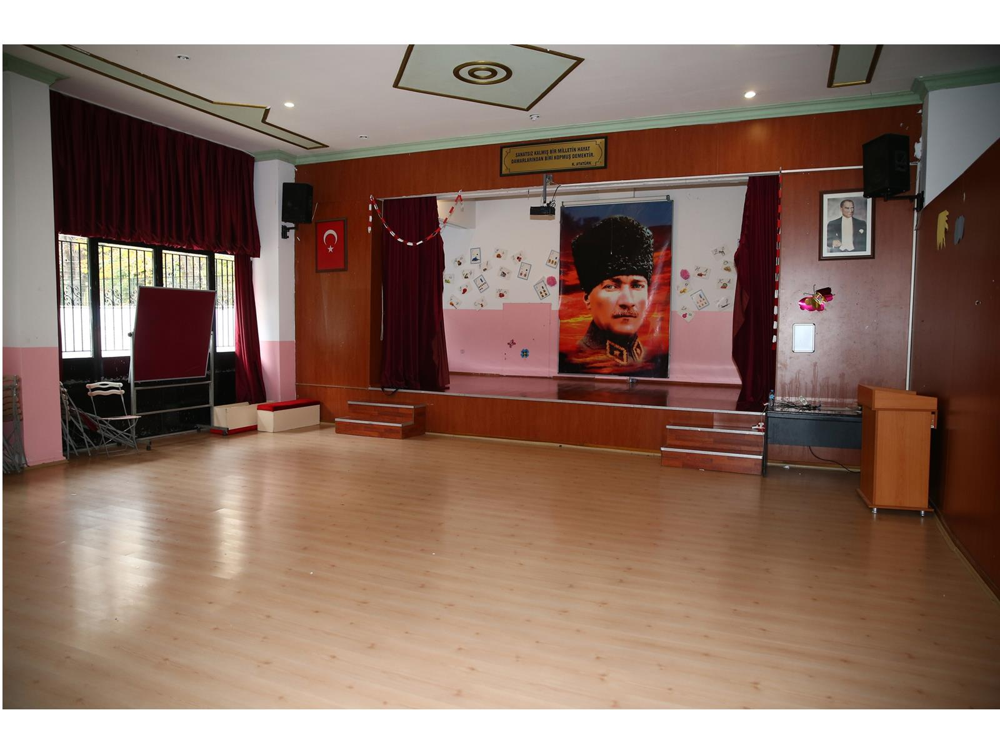 SANATSIZ KALMIŞ BİR MİLLETİN HAYAT
DAMARLARINDAN BİRİ KOPMUŞ DEMEKTİR.
K. ATATÜRK